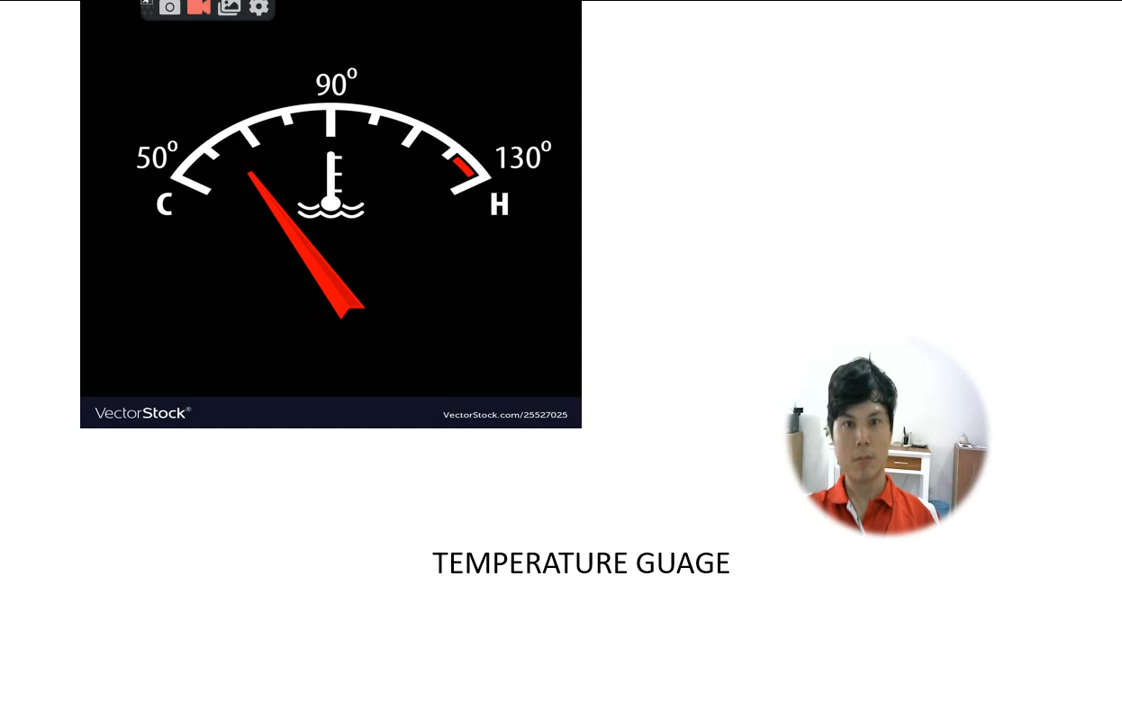 90°
50°
130°
C
H
VectorStock®
VectorStock.com/25527025
TEMPERATURE GUAGE